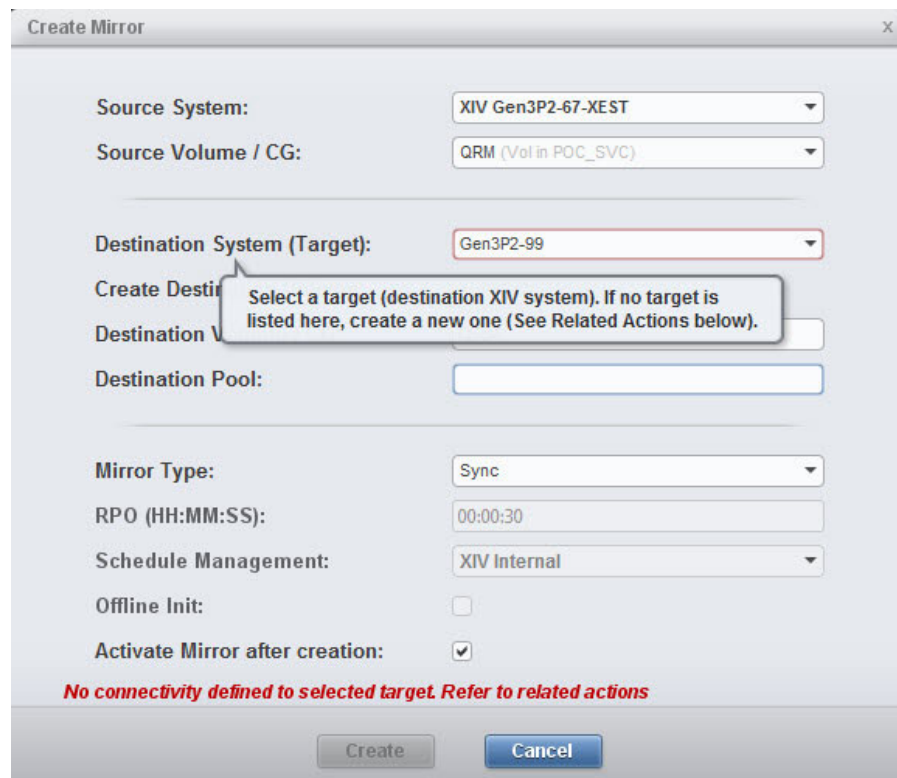 Create Mirror x
Source System: XIV Gen3P2-67-XEST
Source Volume / CG: QRM (Vol in POC_SVC)
Destination System (Target): Gen3P2-99
Create Destin
Select a target (destination XIV system). If no target is
listed here, create a new one (See Related Actions below).
Destination V
Destination Pool:
Mirror Type: Sync
RPO (HH:MM:SS): 00:00:30
Schedule Management: XIV Internal
Offline Init:
Activate Mirror after creation:
No connectivity defined to selected target. Refer to related actions
Create Cancel